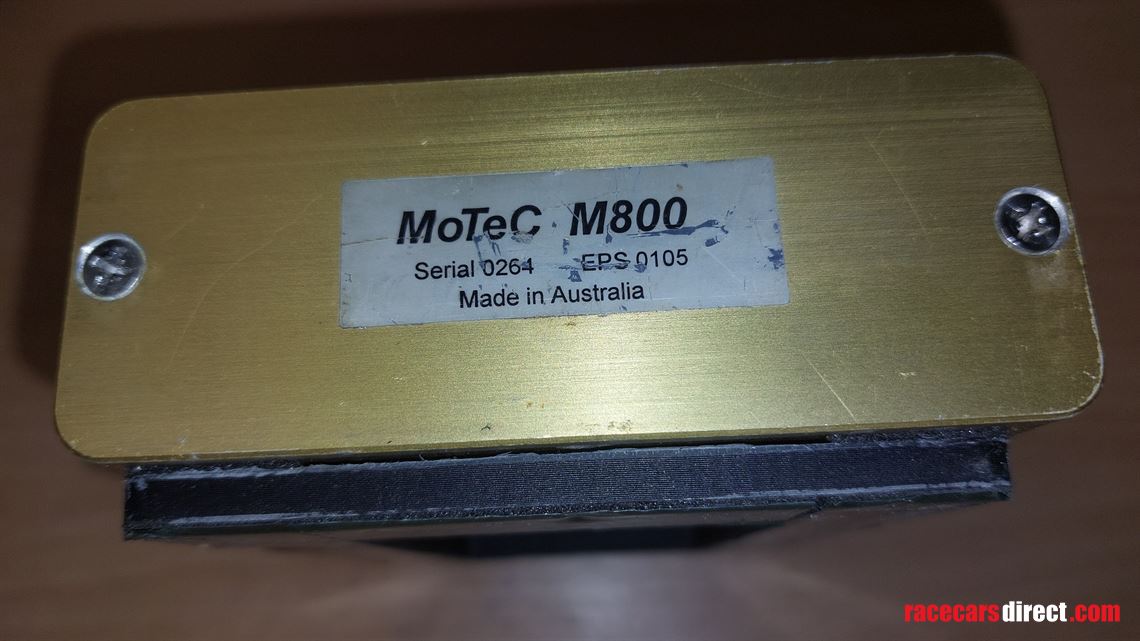 MoTeC M800
Serial 0264 EPS 0105
Made in Australia
racecarsdirect.com